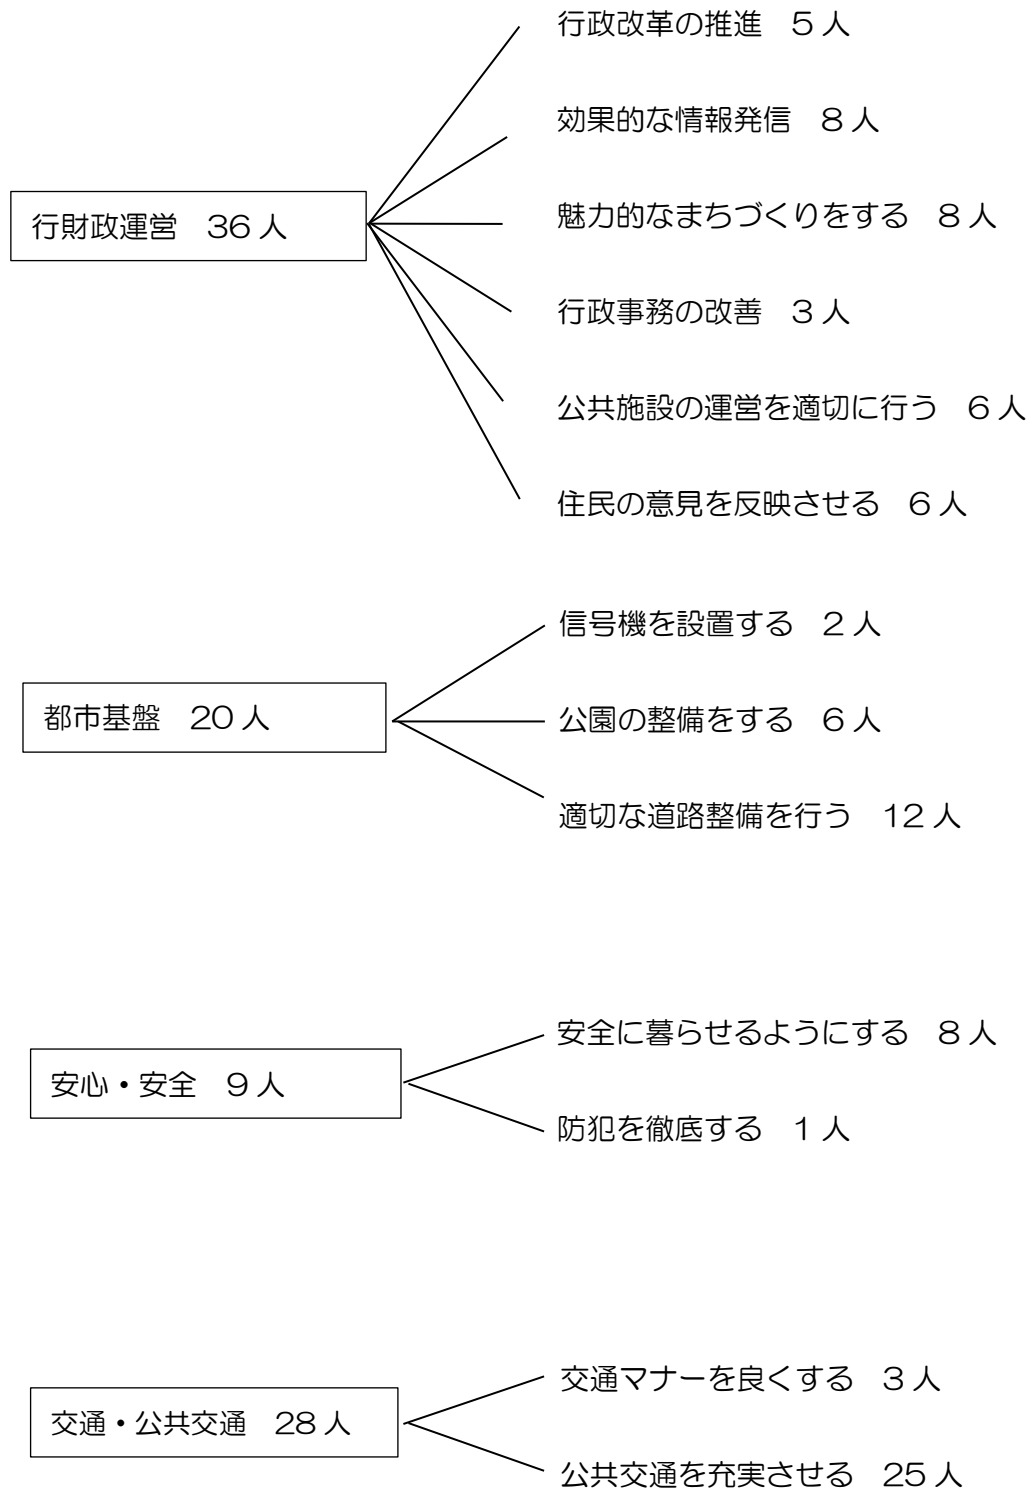 行政改革の推進　5人
効果的な情報発信　8人
行財政運営　36人
魅力的なまちづくりをする　8人
行政事務の改善　3人
公共施設の運営を適切に行う　6人
住民の意見を反映させる　6人
信号機を設置する　2人
都市基盤　20人
公園の整備をする　6人
適切な道路整備を行う　12人
安全に暮らせるようにする　8人
安心・安全　9人
防犯を徹底する　1人
交通マナーを良くする　3人
交通・公共交通　28人
公共交通を充実させる　25人